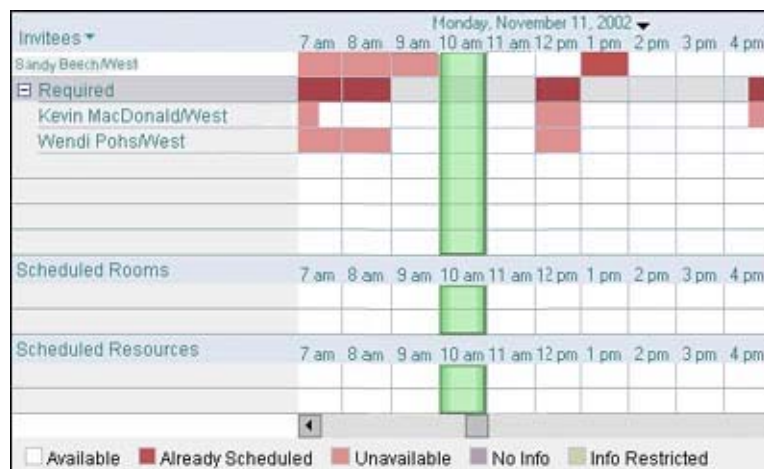 Monday, November 11, 2002
Invitees
7 am 8 am 9 am 10 am 11 am 12 pm 1 pm 2 pm 3 pm 4 pm
Sandy Beech/West
Required
Kevin MacDonald/West
Wendi Pohs/West
Scheduled Rooms
7 am 8 am 9 am 10 am 11 am 12 pm 1 pm 2 pm 3 pm 4 pm
Scheduled Resources
7 am 8 am 9 am 10 am 11 am 12 pm 1 pm 2 pm 3 pm 4 pm
Available Already Scheduled Unavailable No Info Info Restricted